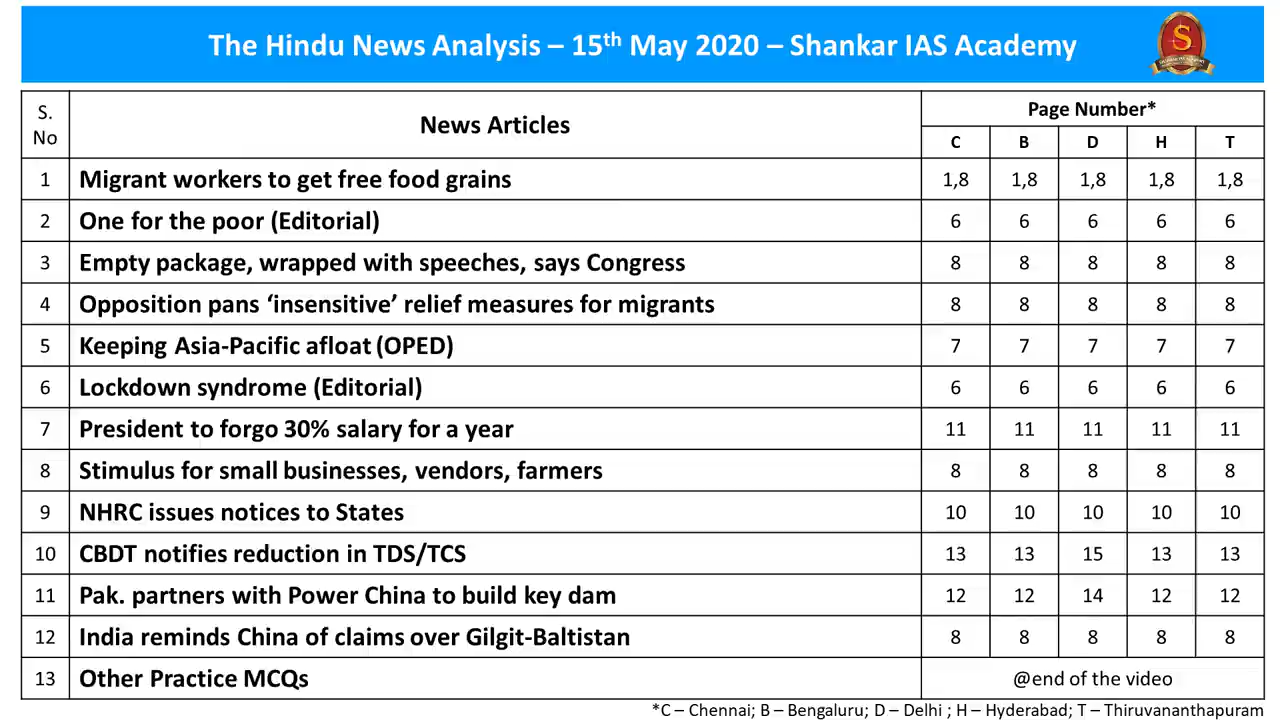 The Hindu News Analysis – 15th May 2020 – Shankar IAS Academy
S
S. No News Articles Page Number*
C B D H T
1 Migrant workers to get free food grains 1,8 1,8 1,8 1,8 1,8
2 One for the poor (Editorial) 6 6 6 6 6
3 Empty package, wrapped with speeches, says Congress 8 8 8 8 8
4 Opposition pans ‘insensitive’ relief measures for migrants 8 8 8 8 8
5 Keeping Asia-Pacific afloat (OPED) 7 7 7 7 7
6 Lockdown syndrome (Editorial) 6 6 6 6 6
7 President to forgo 30% salary for a year 11 11 11 11 11
8 Stimulus for small businesses, vendors, farmers 8 8 8 8 8
9 NHRC issues notices to States 10 10 10 10 10
10 CBDT notifies reduction in TDS/TCS 13 13 15 13 13
11 Pak. partners with Power China to build key dam 12 12 14 12 12
12 India reminds China of claims over Gilgit-Baltistan 8 8 8 8 8
13 Other Practice MCQs @end of the video
*C – Chennai; B – Bengaluru; D – Delhi ; H – Hyderabad; T – Thiruvananthapuram